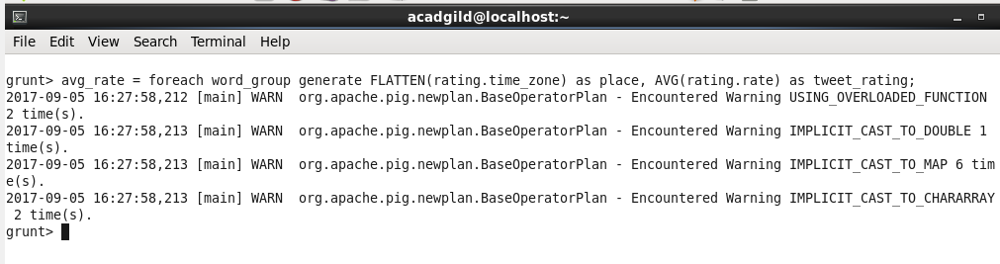 acadgild@localhost:~
File Edit View Search Terminal Help
grunt> avg_rate = foreach word_group generate FLATTEN(rating.time_zone) as place, AVG(rating.rate) as tweet_rating;
2017-09-05 16:27:58,212 [main] WARN  org.apache.pig.newplan.BaseOperatorPlan - Encountered Warning USING_OVERLOADED_FUNCTION
2 time(s).
2017-09-05 16:27:58,213 [main] WARN  org.apache.pig.newplan.BaseOperatorPlan - Encountered Warning IMPLICIT_CAST_TO_DOUBLE 1
time(s).
2017-09-05 16:27:58,213 [main] WARN  org.apache.pig.newplan.BaseOperatorPlan - Encountered Warning IMPLICIT_CAST_TO_MAP 6 tim
e(s).
2017-09-05 16:27:58,213 [main] WARN  org.apache.pig.newplan.BaseOperatorPlan - Encountered Warning IMPLICIT_CAST_TO_CHARARRAY
 2 time(s).
grunt>